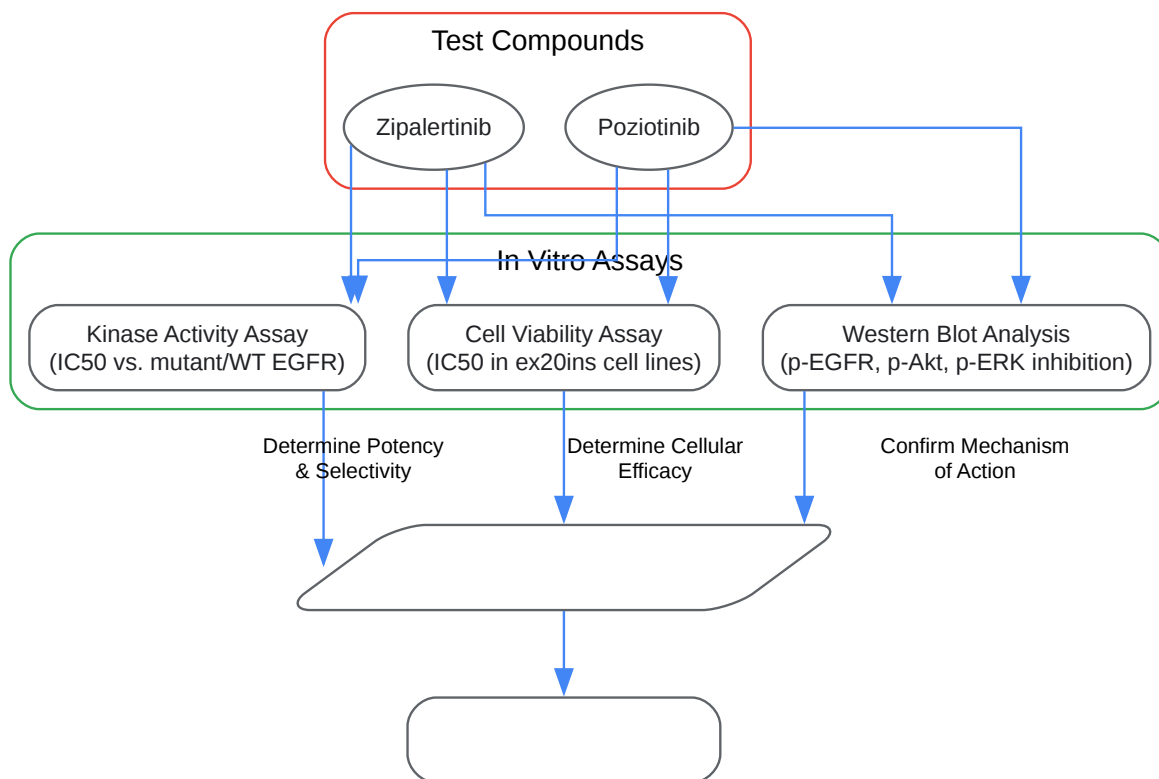 Test Compounds
Zipalertinib
Poziotinib
In Vitro Assays
Kinase Activity Assay
(IC50 vs. mutant/WT EGFR)
Cell Viability Assay
(IC50 in ex20ins cell lines)
Western Blot Analysis
(p-EGFR, p-Akt, p-ERK inhibition)
Determine Potency
& Selectivity
Determine Cellular
Efficacy
Confirm Mechanism
of Action